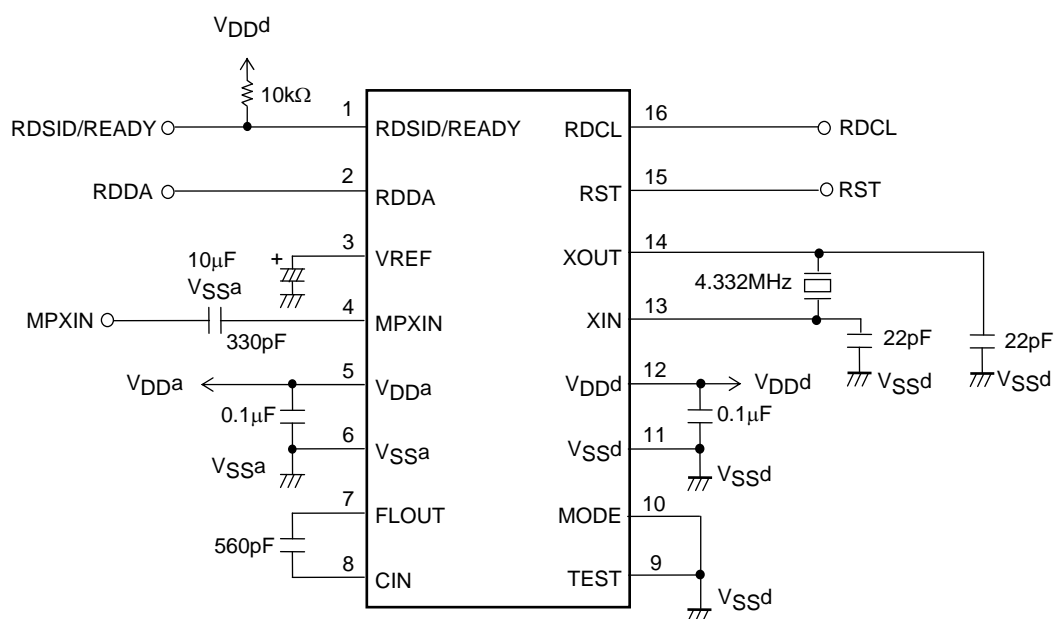 VDDd
10kΩ
1
16
RDSID/READY
RDSID/READY
RDCL
RDCL
2
15
RDDA
RDDA
RST
RST
3
14
10μF
+
VREF
XOUT
VSSa
4.332MHz
4
13
MPXIN
MPXIN
XIN
330pF
22pF
22pF
5
12
VDDa
VDDa
VDDd
VDDd
VSSd
VSSd
0.1μF
0.1μF
6
11
VSSa
VSSa
VSSd
VSSd
7
10
FLOUT
MODE
560pF
8
9
CIN
TEST
VSSd